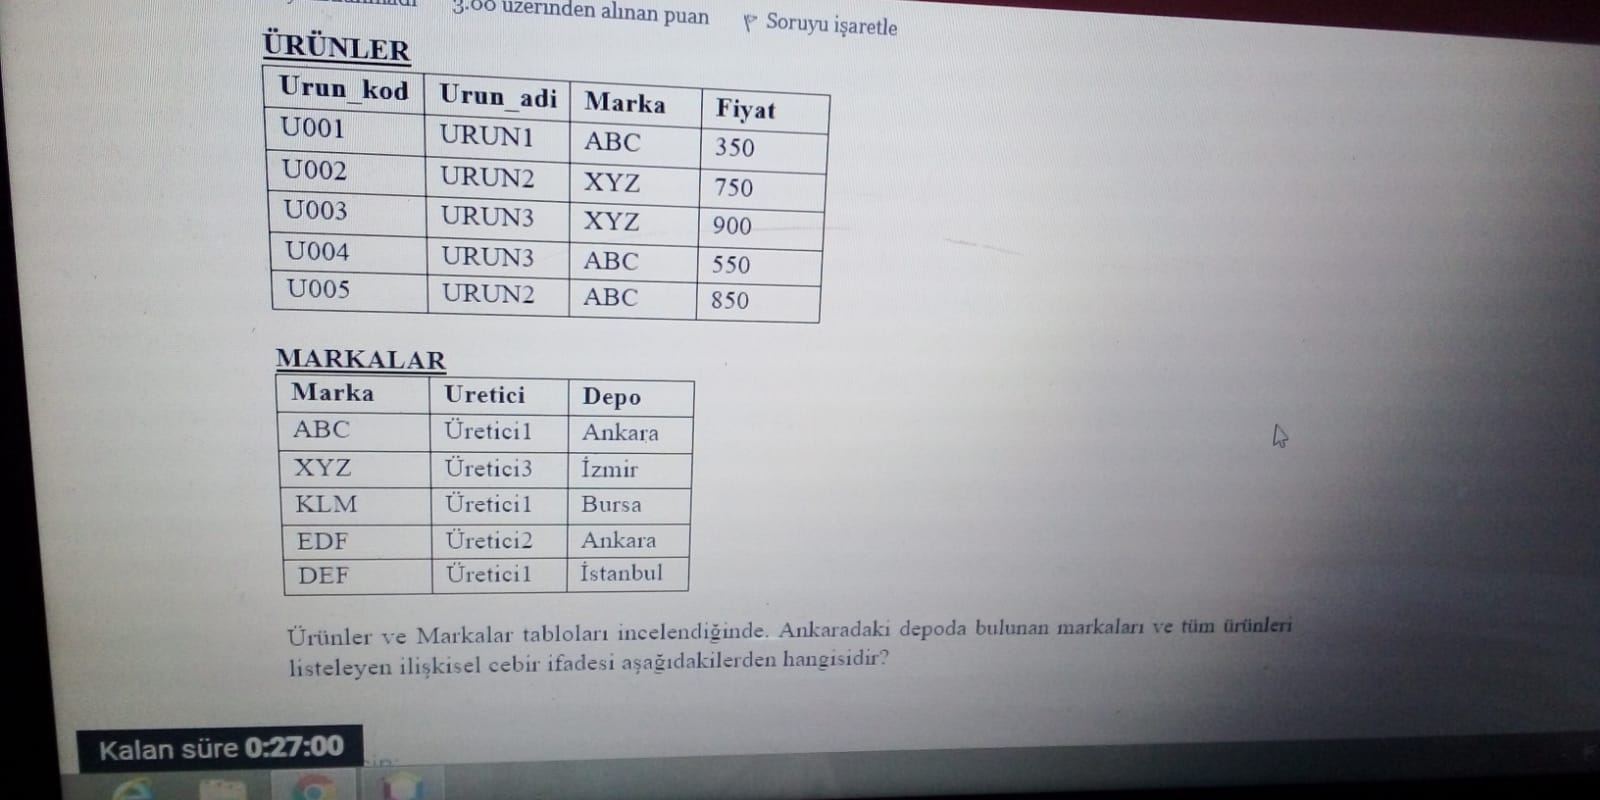 3.00 üzerinden alınan puan Soruyu işaretle
ÜRÜNLER
Urun_kod Urun_adi Marka Fiyat
U001 URUN1 ABC 350
U002 URUN2 XYZ 750
U003 URUN3 XYZ 900
U004 URUN3 ABC 550
U005 URUN2 ABC 850
MARKALAR
Marka Uretici Depo
ABC Üretici1 Ankara
XYZ Üretici3 İzmir
KLM Üretici1 Bursa
EDF Üretici2 Ankara
DEF Üretici1 İstanbul
Ürünler ve Markalar tabloları incelendiğinde. Ankaradaki depoda bulunan markaları ve tüm ürünleri
listeleyen ilişkisel cebir ifadesi aşağıdakilerden hangisidir?
Kalan süre 0:27:00